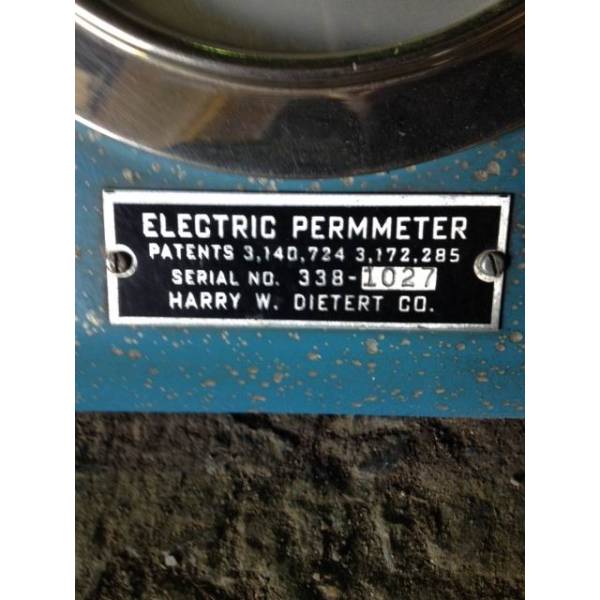 ELECTRIC PERMMETER
PATENTS 3,140,724 3,172,285
SERIAL NO. 338-1027
HARRY W. DIETERT CO.